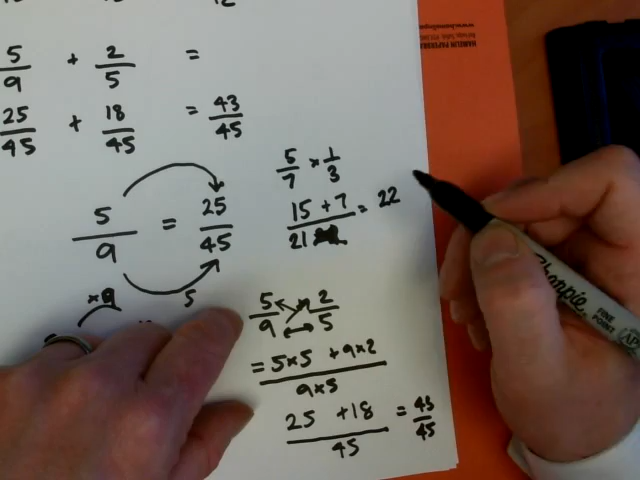 5/9 + 2/5 =
25/45 + 18/45 = 43/45
5/9 = 25/45
5
5/7 × 1/3
15 + 7 / 21 = 22
5/9 2/5
= 5×5 + 9×2 / 9×5
25 + 18 / 45 = 43/45
Sharpie
FINE POINT